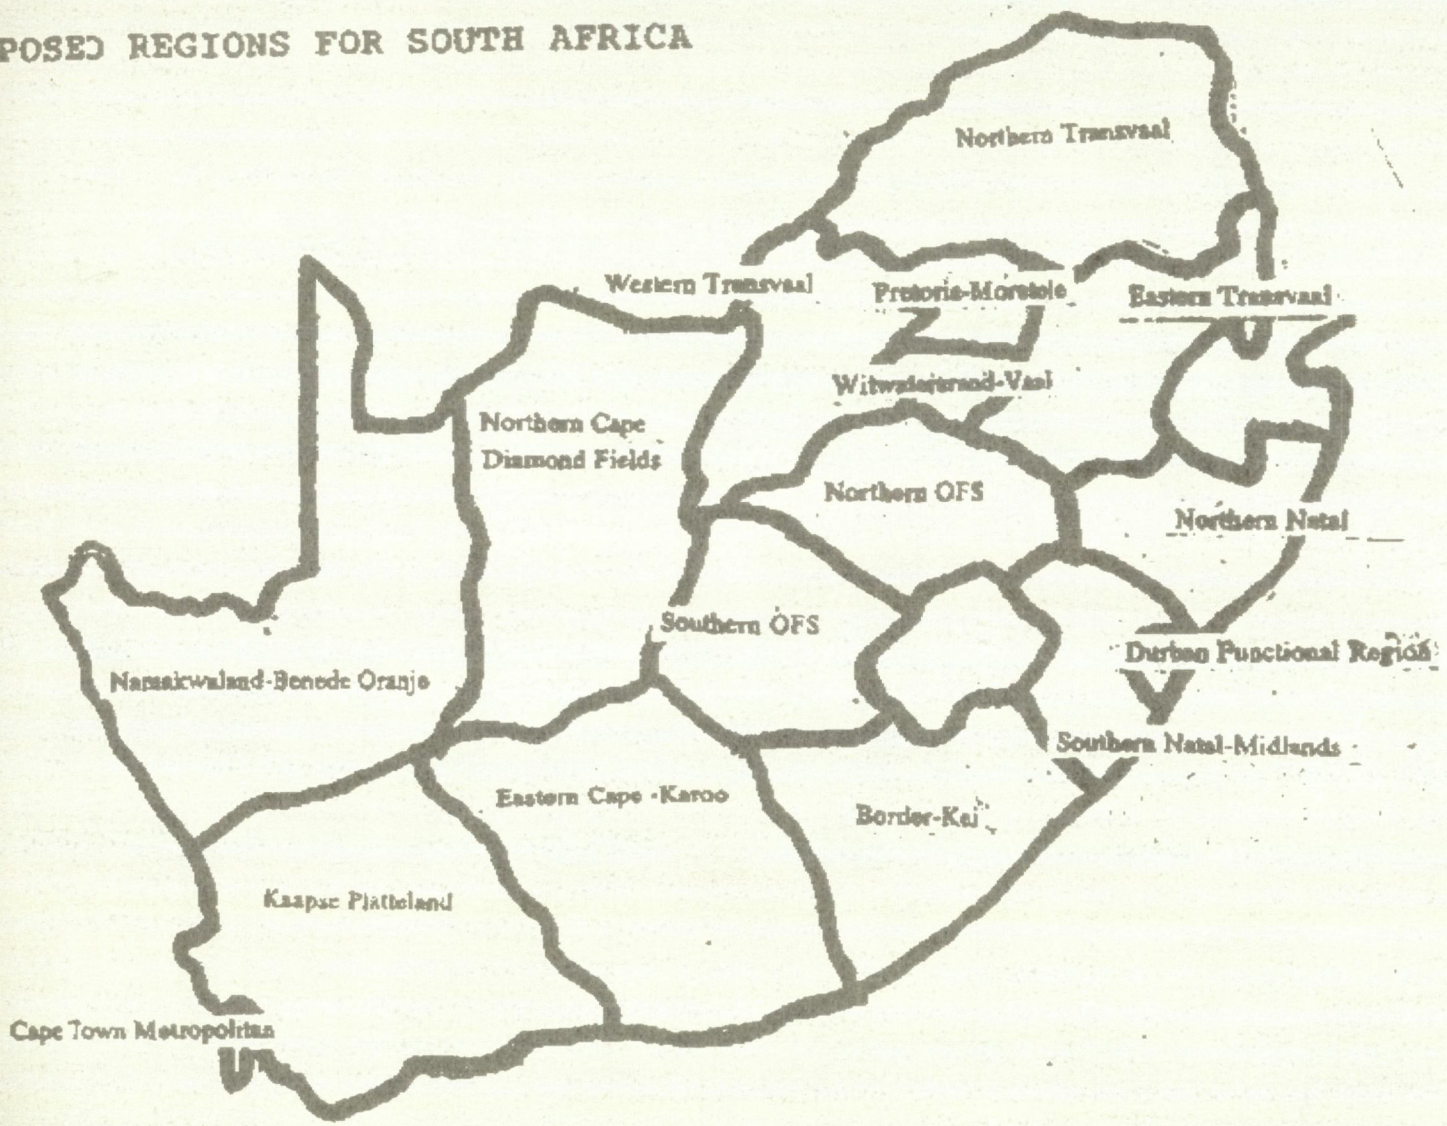 POSED REGIONS FOR SOUTH AFRICA
Northern Transvaal
Western Transvaal
Pretoria-Moretele
Eastern Transvaal
Witwatersrand-Vaal
Northern Cape
Diamond Fields
Northern OFS
Northern Natal
Southern OFS
Durban Functional Region
Namakwaland-Benede Oranje
Southern Natal-Midlands
Eastern Cape -Karoo
Border-Kei
Kaapse Platteland
Cape Town Metropolitan